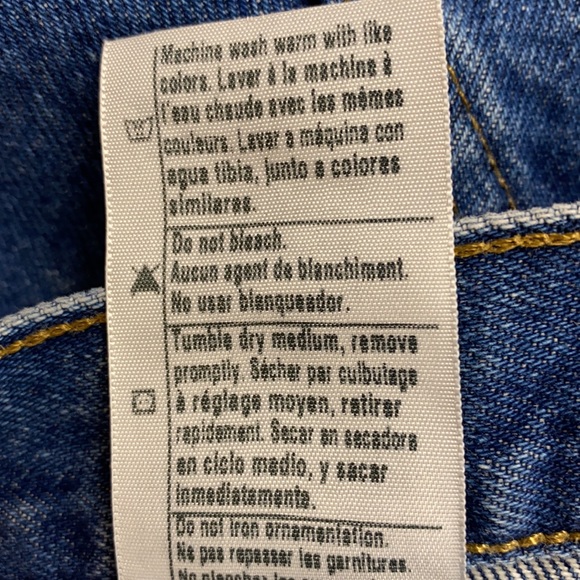 Machine wash warm with like
colors. Laver à la machine à
l'eau chaude avec les mêmes
couleurs. Lavar a máquina con
agua tibia, junto a colores
similares.
Do not bleach.
Aucun agent de blanchiment.
No usar blanqueador.
Tumble dry medium, remove
promptly. Sécher par culbutage
à réglage moyen, retirer
rapidement. Secar en secadora
en ciclo medio, y sacar
inmediatamente.
Do not iron ornamentation.
Ne pas repasser les garnitures.
No planchar